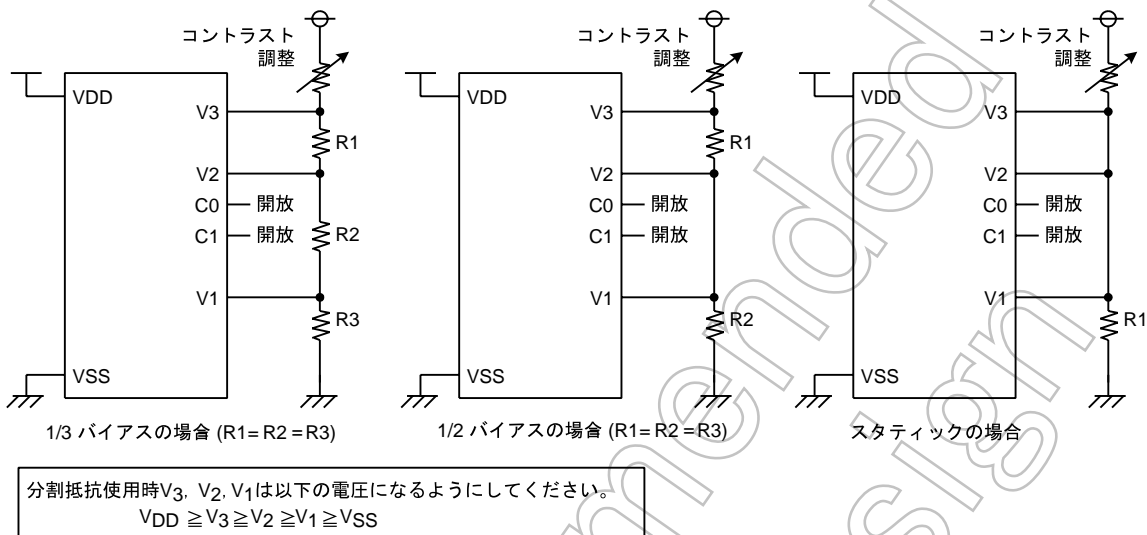 コントラスト
調整
VDD
V3
R1
V2
C0 開放
R2
C1 開放
V1
R3
VSS
1/3 バイアスの場合 (R1=R2=R3)
コントラスト
調整
VDD
V3
R1
V2
C0 開放
C1 開放
V1
R2
VSS
1/2 バイアスの場合 (R1=R2=R3)
コントラスト
調整
VDD
V3
V2
C0 開放
C1 開放
V1
R1
VSS
スタティックの場合
分割抵抗使用時V3, V2, V1は以下の電圧になるようにしてください。
VDD ≧V3≧V2 ≧V1≧VSS
mended
sign